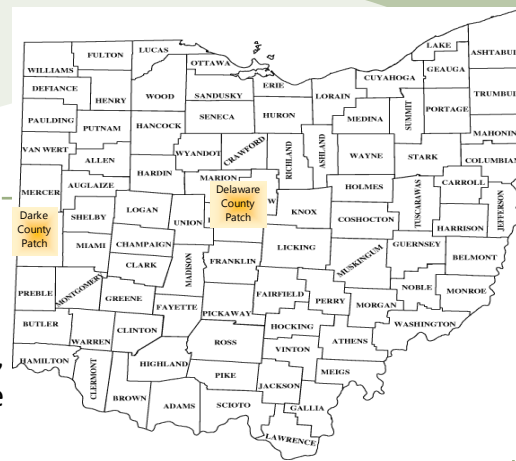 LAKE
ASHTABU
LUCAS
FULTON
OTTAWA
GEAUGA
WILLIAMS
CUYAHOGA
ERIE
DEFIANCE
WOOD
SANDUSKY
LORAIN
TRUMBU
HENRY
PORTAGE
SUMMIT
PAULDING
SENECA
HURON
MEDINA
PUTNAM
HANCOCK
MAHONIN
VAN WERT
WYANDOT
CRAWFORD
RICHLAND
ASHLAND
WAYNE
STARK
COLUMBIAN
ALLEN
HARDIN
MARION
CARROLL
MERCER
AUGLAIZE
HOLMES
TUSCARAWAS
JEFFERSON
Delaware
County
Patch
W
LOGAN
KNOX
Darke
County
Patch
SHELBY
UNION
COSHOCTON
HARRISON
MIAMI
CHAMPAIGN
LICKING
GUERNSEY
BELMONT
CLARK
MADISON
FRANKLIN
MUSKINGUM
NOBLE
MONROE
PREBLE
MONTGOMERY
GREENE
FAIRFIELD
PERRY
MORGAN
FAYETTE
PICKAWAY
BUTLER
WARREN
CLINTON
HOCKING
WASHINGTON
ROSS
ATHENS
VINTON
HAMILTON
CLERMONT
HIGHLAND
PIKE
MEIGS
JACKSON
BROWN
ADAMS
SCIOTO
GALLIA
LAWRENCE
e